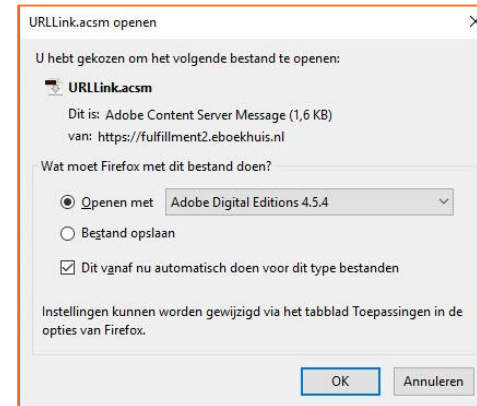 URLLink.acsm openen
U hebt gekozen om het volgende bestand te openen:
URLLink.acsm
Dit is: Adobe Content Server Message (1,6 KB)
van: https://fulfillment2.eboekhuis.nl
Wat moet Firefox met dit bestand doen?
Openen met Adobe Digital Editions 4.5.4
Bestand opslaan
Dit vanaf nu automatisch doen voor dit type bestanden
Instellingen kunnen worden gewijzigd via het tabblad Toepassingen in de
opties van Firefox.
OK Annuleren